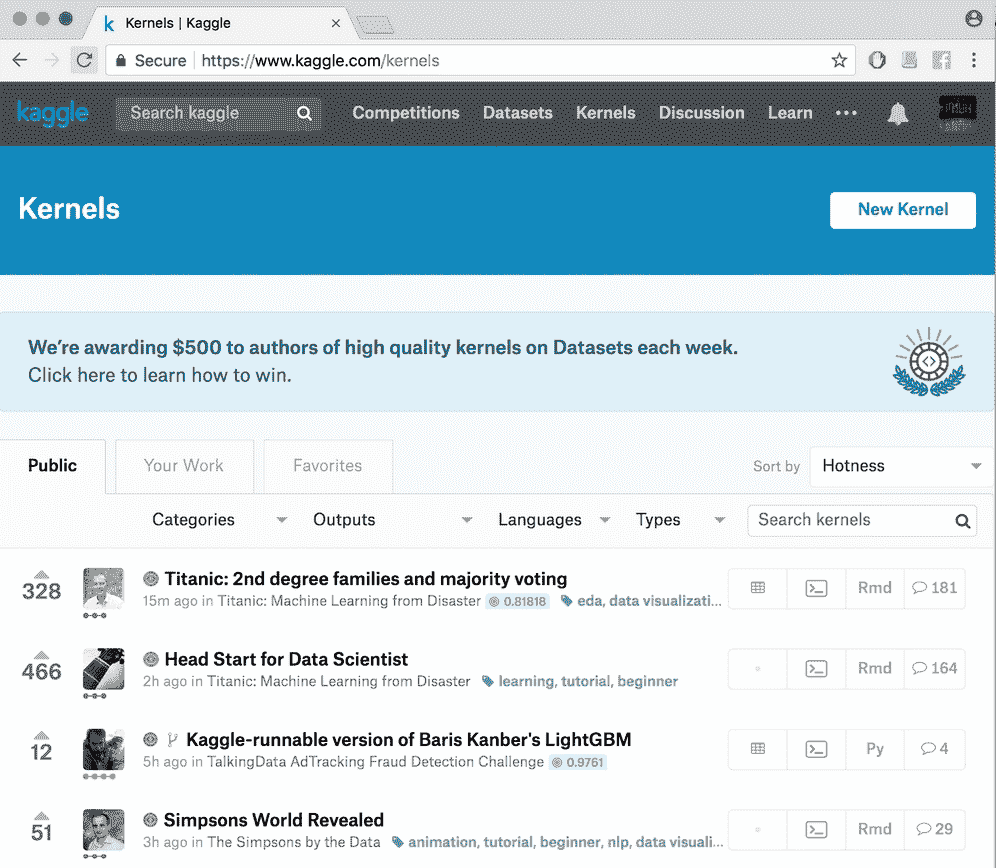 Kernels | Kaggle
Secure https://www.kaggle.com/kernels
kaggle Search kaggle Competitions Datasets Kernels Discussion Learn
Kernels New Kernel
We're awarding $500 to authors of high quality kernels on Datasets each week.
Click here to learn how to win.
Public Your Work Favorites Sort by Hotness
Categories Outputs Languages Types Search kernels
328 Titanic: 2nd degree families and majority voting Rmd 181
15m ago in Titanic: Machine Learning from Disaster 0.81818 eda, data visualizati...
466 Head Start for Data Scientist Rmd 164
2h ago in Titanic: Machine Learning from Disaster learning, tutorial, beginner
12 Kaggle-runnable version of Baris Kanber's LightGBM Py 4
5h ago in TalkingData AdTracking Fraud Detection Challenge 0.9761
51 Simpsons World Revealed Rmd 29
3h ago in The Simpsons by the Data animation, tutorial, beginner, nlp, data visuali...